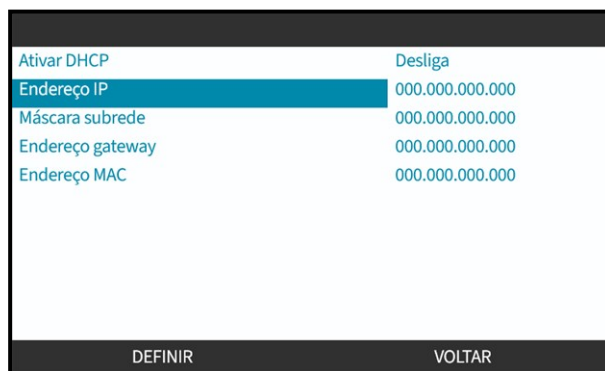 Ativar DHCP Desliga
Endereço IP 000.000.000.000
Máscara subrede 000.000.000.000
Endereço gateway 000.000.000.000
Endereço MAC 000.000.000.000
DEFINIR VOLTAR